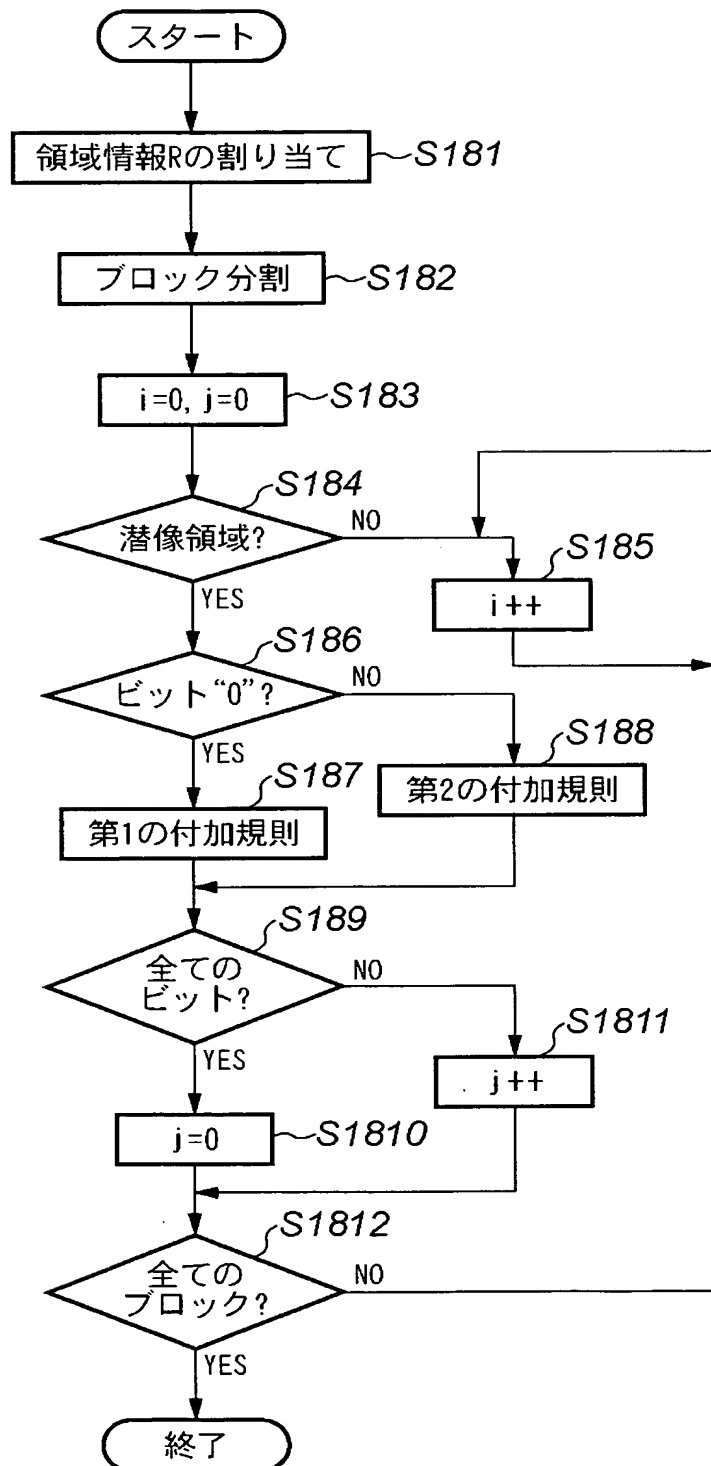 スタート
領域情報Rの割り当て
S181
ブロック分割
S182
i=0, j=0
S183
S184
潜像領域?
NO
YES
S185
i++
S186
ビット“0”?
NO
YES
S187
第1の付加規則
S188
第2の付加規則
S189
全ての
ビット?
NO
YES
S1811
j++
j=0
S1810
S1812
全ての
ブロック?
NO
YES
終了